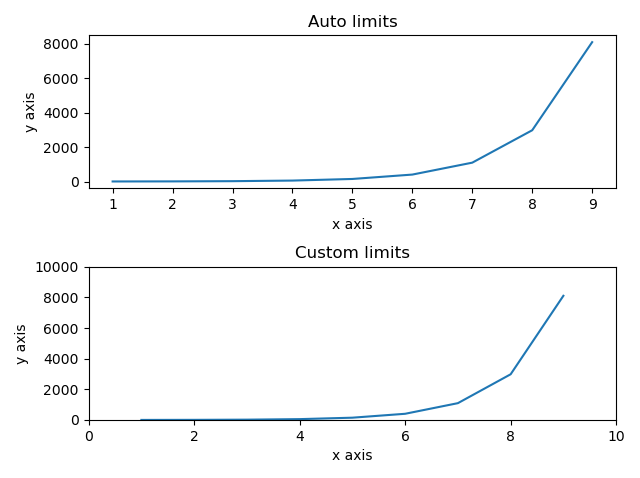 Auto limits
8000
6000
4000
2000
0
y axis
1 2 3 4 5 6 7 8 9
x axis
Custom limits
10000
8000
6000
4000
2000
0
y axis
0 2 4 6 8 10
x axis